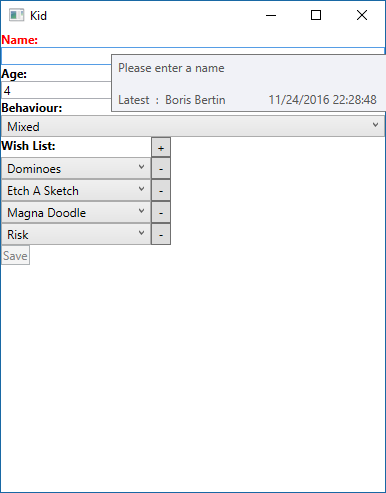 Kid
Name:
Please enter a name
Age:
4
Latest : Boris Bertin 11/24/2016 22:28:48
Behaviour:
Mixed
Wish List: +
Dominoes -
Etch A Sketch -
Magna Doodle -
Risk -
Save